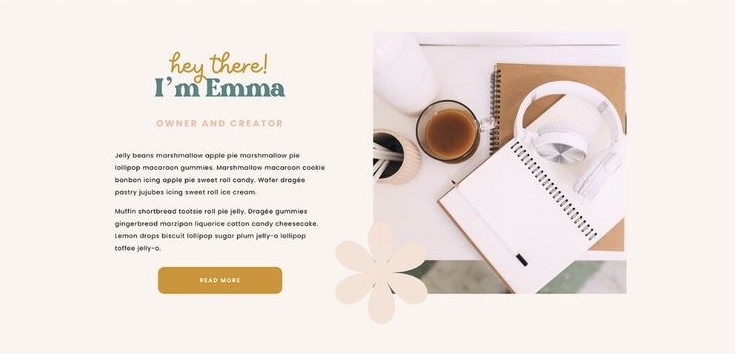 hey there!
I'm Emma
OWNER AND CREATOR
Jelly beans marshmallow apple pie marshmallow pie
lollipop macaroon gummies. Marshmallow macaroon cookie
bonbon icing apple pie sweet roll candy. Wafer dragée
pastry jujubes icing sweet roll ice cream.
Muffin shortbread tootsie roll pie jelly. Dragée gummies
gingerbread marzipan liquorice cotton candy cheesecake.
Lemon drops biscuit lollipop sugar plum jelly-o lollipop
toffee jelly-o.
READ MORE